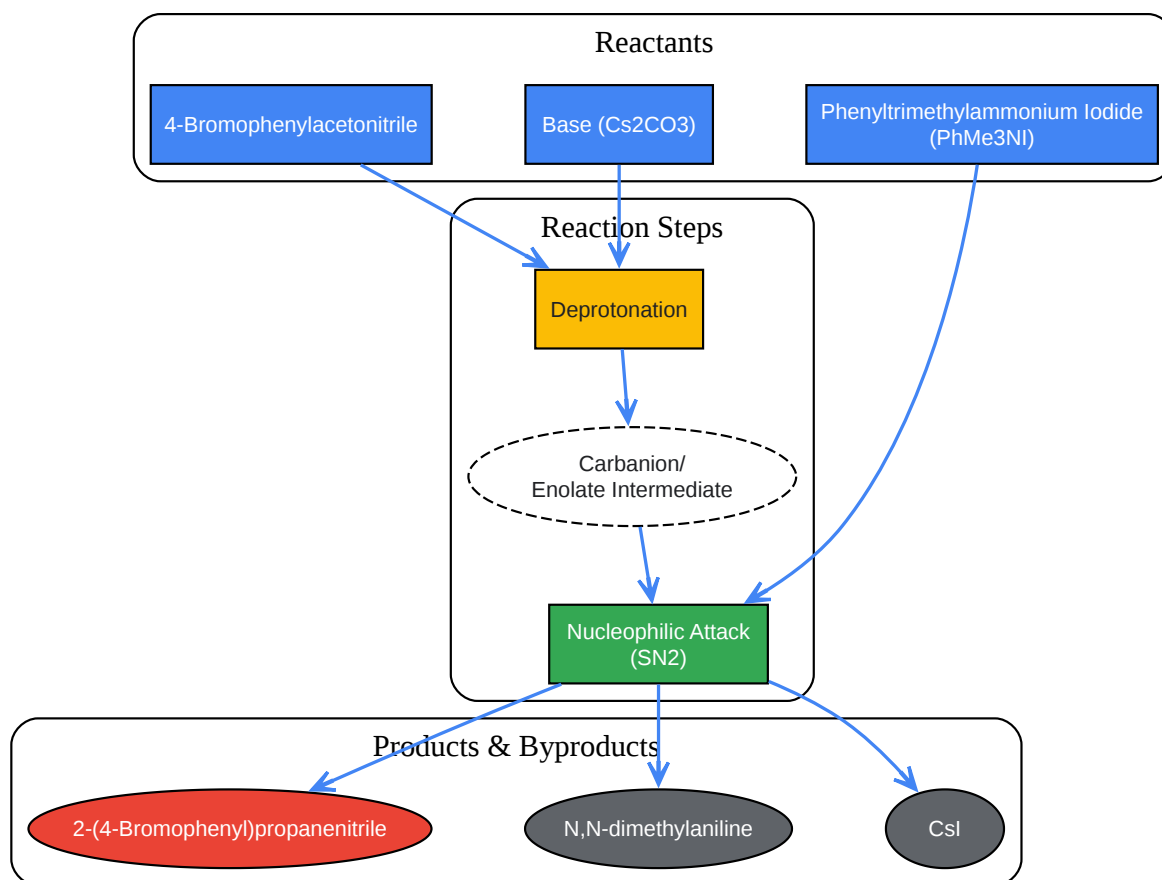 Reactants
4-Bromophenylacetonitrile
Base (Cs2CO3)
Phenyltrimethylammonium Iodide
(PhMe3NI)
Reaction Steps
Deprotonation
Carbanion/
Enolate Intermediate
Nucleophilic Attack
(SN2)
Products & Byproducts
2-(4-Bromophenyl)propanenitrile
N,N-dimethylaniline
CsI